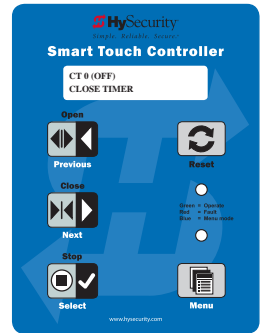 HySecurity
Simple. Reliable. Secure.
Smart Touch Controller
CT 0 (OFF)
CLOSE TIMER
Open
Previous
Reset
Close
Next
Green = Operate
Red = Fault
Blue = Menu mode
Stop
Select
Menu
www.hysecurity.com